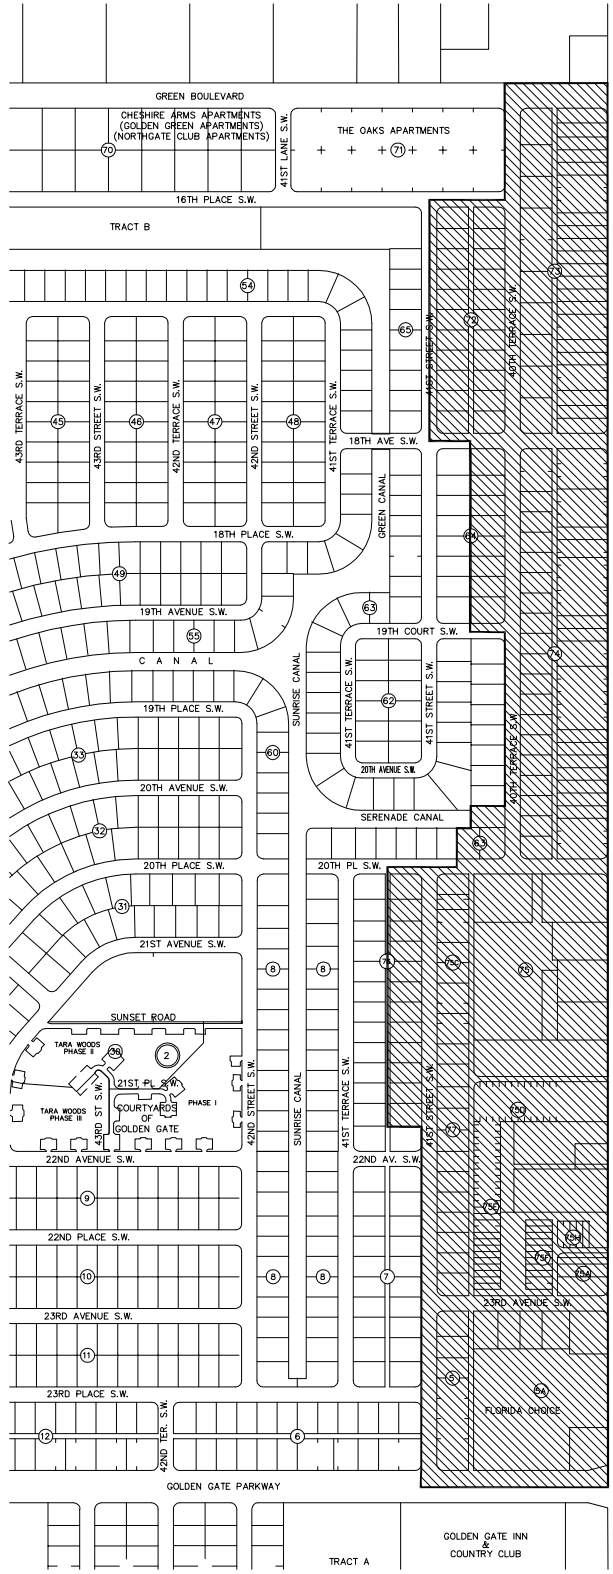 GREEN BOULEVARD
CHESHIRE ARMS APARTMENTS
(GOLDEN GREEN APARTMENTS)
(NORTHGATE CLUB APARTMENTS)
70
41ST LANE S.W.
THE OAKS APARTMENTS
71
16TH PLACE S.W.
TRACT B
54
65
72
73
41ST STREET S.W.
40TH TERRACE S.W.
43RD TERRACE S.W.
45
43RD STREET S.W.
46
42ND TERRACE S.W.
47
42ND STREET S.W.
48
41ST TERRACE S.W.
18TH AVE S.W.
GREEN CANAL
18TH PLACE S.W.
64
49
19TH AVENUE S.W.
63
55
19TH COURT S.W.
CANAL
74
SUNRISE CANAL
41ST TERRACE S.W.
62
41ST STREET S.W.
19TH PLACE S.W.
40TH TERRACE S.W.
33
60
20TH AVENUE S.W.
20TH AVENUE S.W.
SERENADE CANAL
32
63
20TH PLACE S.W.
20TH PL S.W.
31
21ST AVENUE S.W.
8
8
75C
75
SUNSET ROAD
TARA WOODS
PHASE II
30
2
21ST PL S.W.
PHASE I
TARA WOODS
PHASE III
43RD ST S.W.
COURTYARDS
OF
GOLDEN GATE
42ND STREET S.W.
SUNRISE CANAL
41ST TERRACE S.W.
41ST STREET S.W.
75D
77
22ND AVENUE S.W.
22ND AV. S.W.
9
75E
22ND PLACE S.W.
75H
75F
10
8
8
7
75A
23RD AVENUE S.W.
23RD AVENUE S.W.
11
5
5A
23RD PLACE S.W.
FLORIDA CHOICE
12
42ND TER. S.W.
6
GOLDEN GATE PARKWAY
GOLDEN GATE INN
&
COUNTRY CLUB
TRACT A